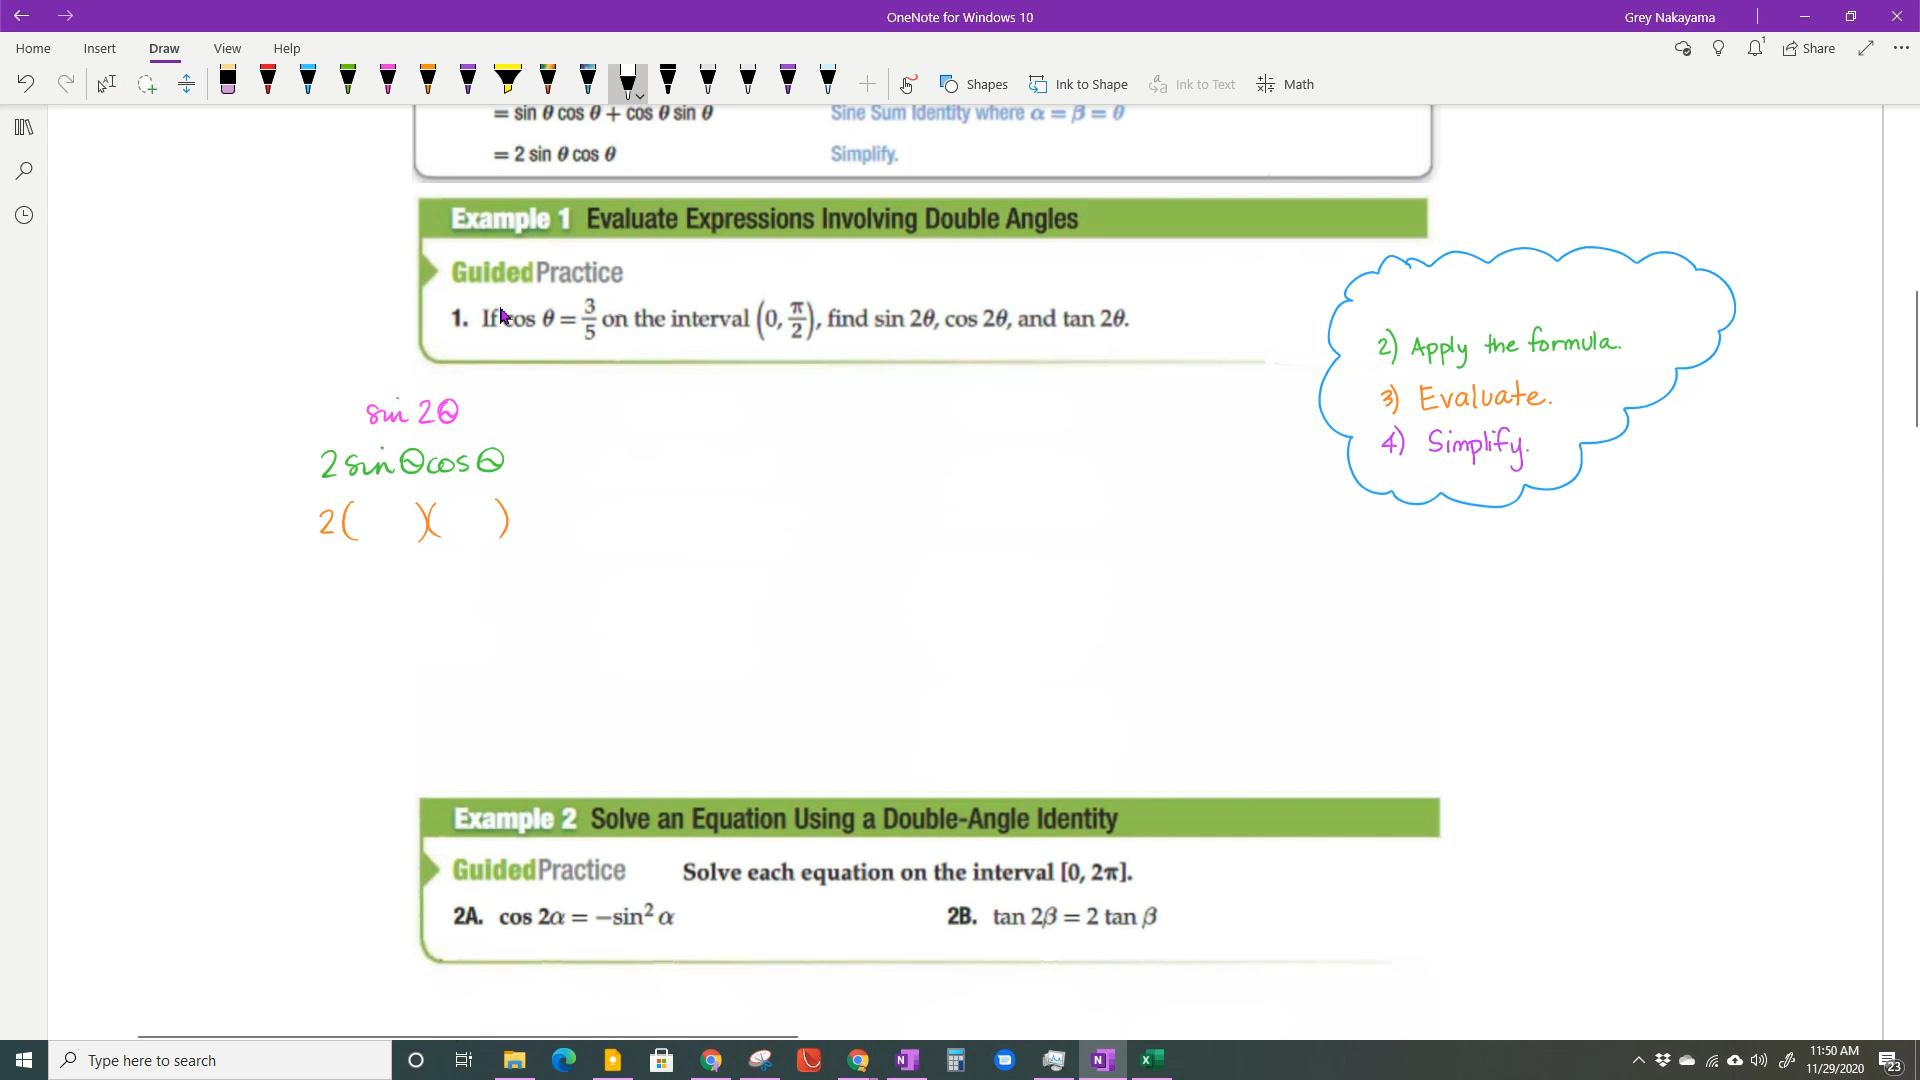 OneNote for Windows 10
Grey Nakayama
Home Insert Draw View Help
1 Share
Shapes Ink to Shape Ink to Text Math
= sin θ cos θ + cos θ sin θ Sine Sum Identity where α = β = θ
= 2 sin θ cos θ Simplify.
Example 1 Evaluate Expressions Involving Double Angles
GuidedPractice
1. If cos θ = 3/5 on the interval (0, π/2), find sin 2θ, cos 2θ, and tan 2θ.
2) Apply the formula.
3) Evaluate.
4) Simplify.
sin 2θ
2 sin θ cos θ
2( )( )
Example 2 Solve an Equation Using a Double-Angle Identity
GuidedPractice Solve each equation on the interval [0, 2π].
2A. cos 2α = −sin² α 2B. tan 2β = 2 tan β
Type here to search
11:50 AM
11/29/2020
23